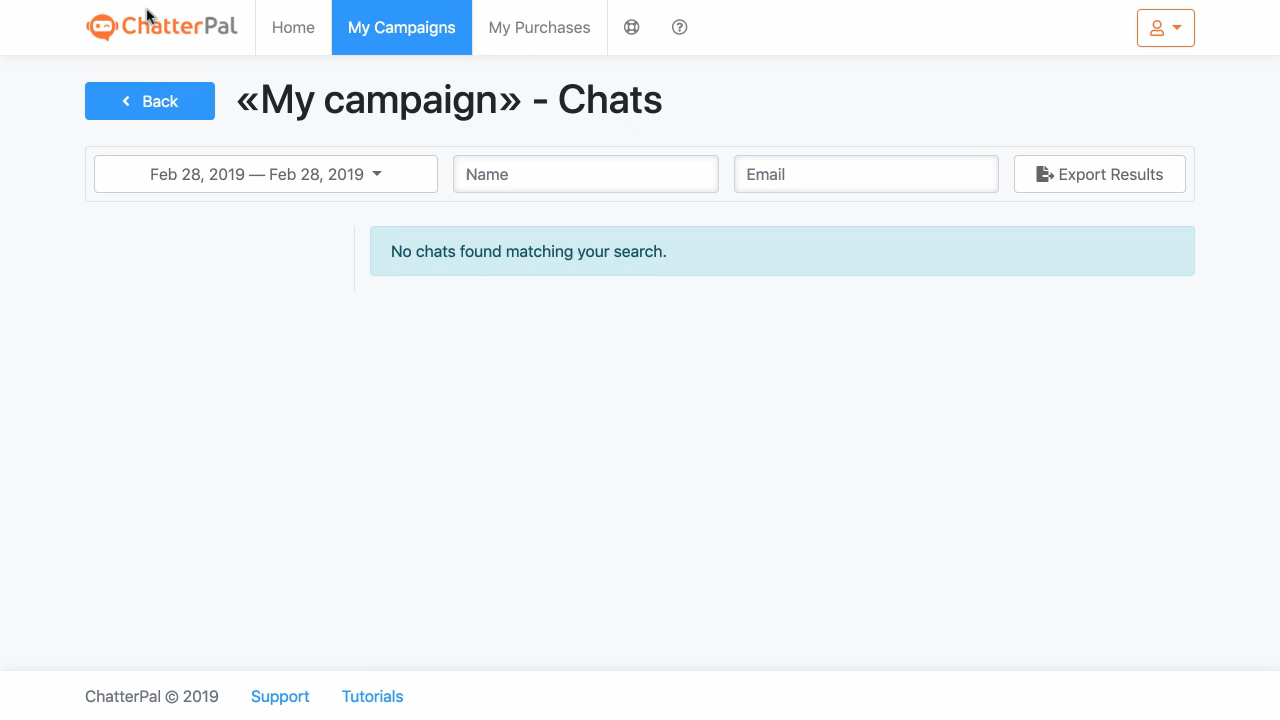 ChatterPal Home My Campaigns My Purchases
Back «My campaign» - Chats
Feb 28, 2019 — Feb 28, 2019 Name Email Export Results
No chats found matching your search.
ChatterPal © 2019 Support Tutorials